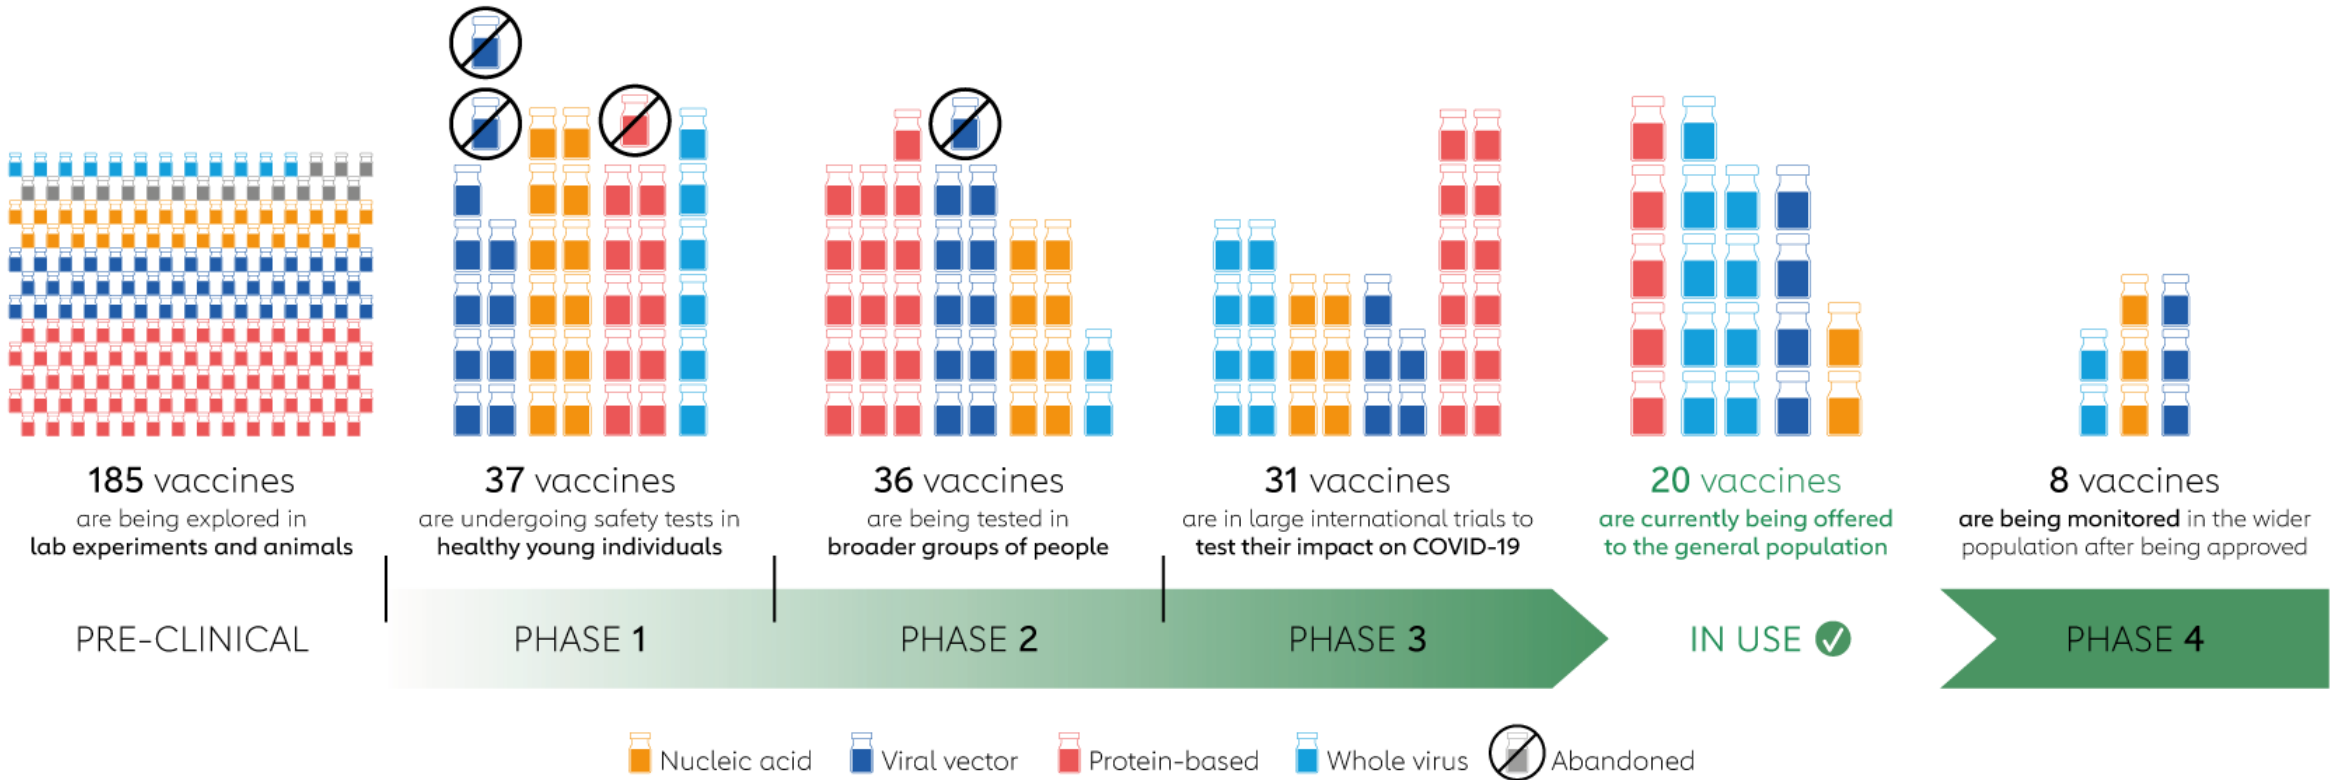 185 vaccines
are being explored in
lab experiments and animals
37 vaccines
are undergoing safety tests in
healthy young individuals
36 vaccines
are being tested in
broader groups of people
31 vaccines
are in large international trials to
test their impact on COVID-19
20 vaccines
are currently being offered
to the general population
8 vaccines
are being monitored in the wider
population after being approved
PRE-CLINICAL
PHASE 1
PHASE 2
PHASE 3
IN USE
PHASE 4
Nucleic acid
Viral vector
Protein-based
Whole virus
Abandoned